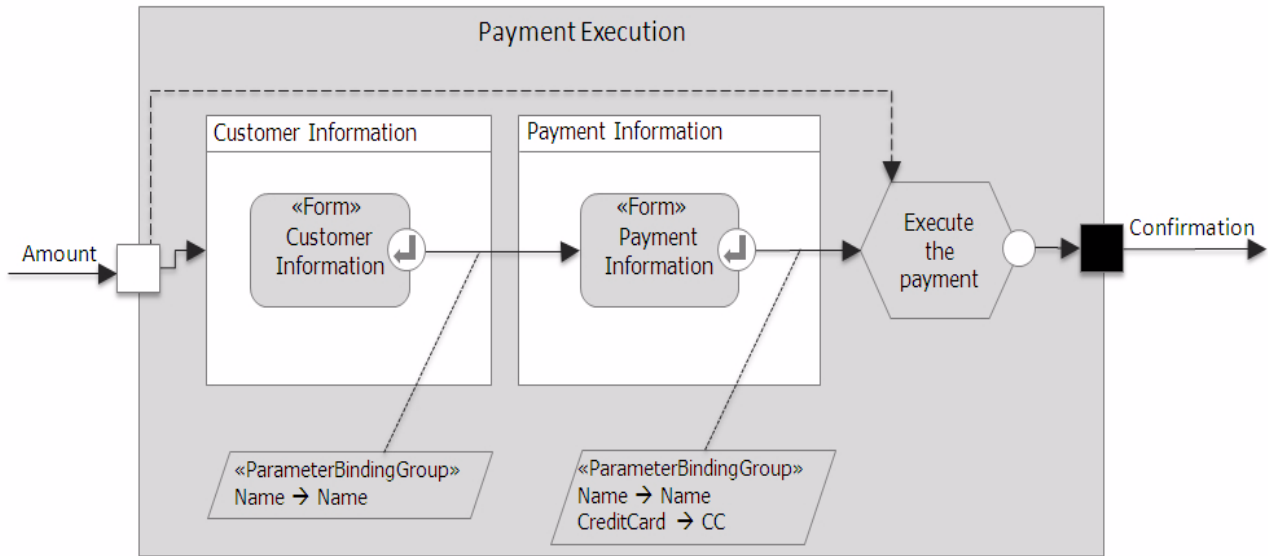 Payment Execution
Customer Information
Payment Information
«Form»
Customer
Information
«Form»
Payment
Information
Execute
the
payment
Amount
Confirmation
«ParameterBindingGroup»
Name → Name
«ParameterBindingGroup»
Name → Name
CreditCard → CC